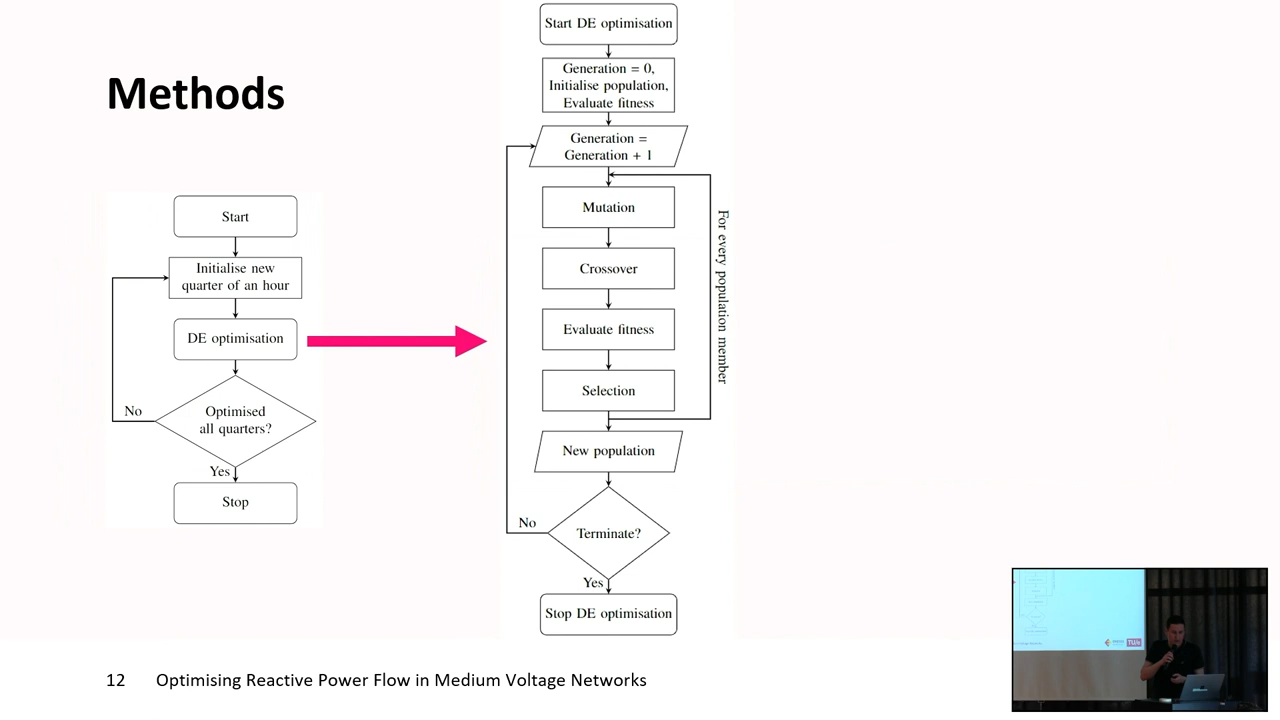 Methods
Start
Initialise new
quarter of an hour
DE optimisation
Optimised
all quarters?
No
Yes
Stop
Start DE optimisation
Generation = 0,
Initialise population,
Evaluate fitness
Generation =
Generation + 1
Mutation
Crossover
Evaluate fitness
Selection
For every population member
New population
Terminate?
No
Yes
Stop DE optimisation
12 Optimising Reactive Power Flow in Medium Voltage Networks
TU/e